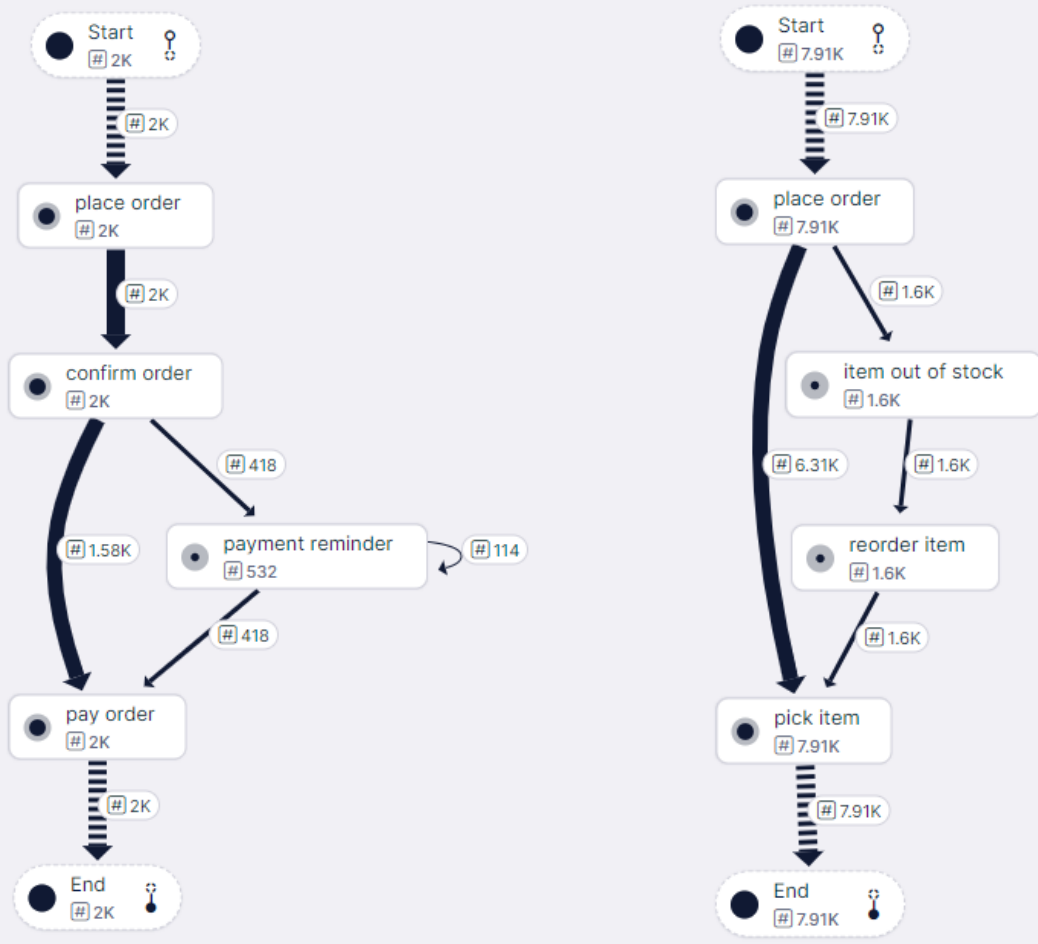 Start
# 2K
# 2K
place order
# 2K
# 2K
confirm order
# 2K
# 418
# 1.58K
payment reminder
# 532
# 114
# 418
pay order
# 2K
# 2K
End
# 2K
Start
# 7.91K
# 7.91K
place order
# 7.91K
# 1.6K
item out of stock
# 1.6K
# 6.31K
# 1.6K
reorder item
# 1.6K
# 1.6K
pick item
# 7.91K
# 7.91K
End
# 7.91K